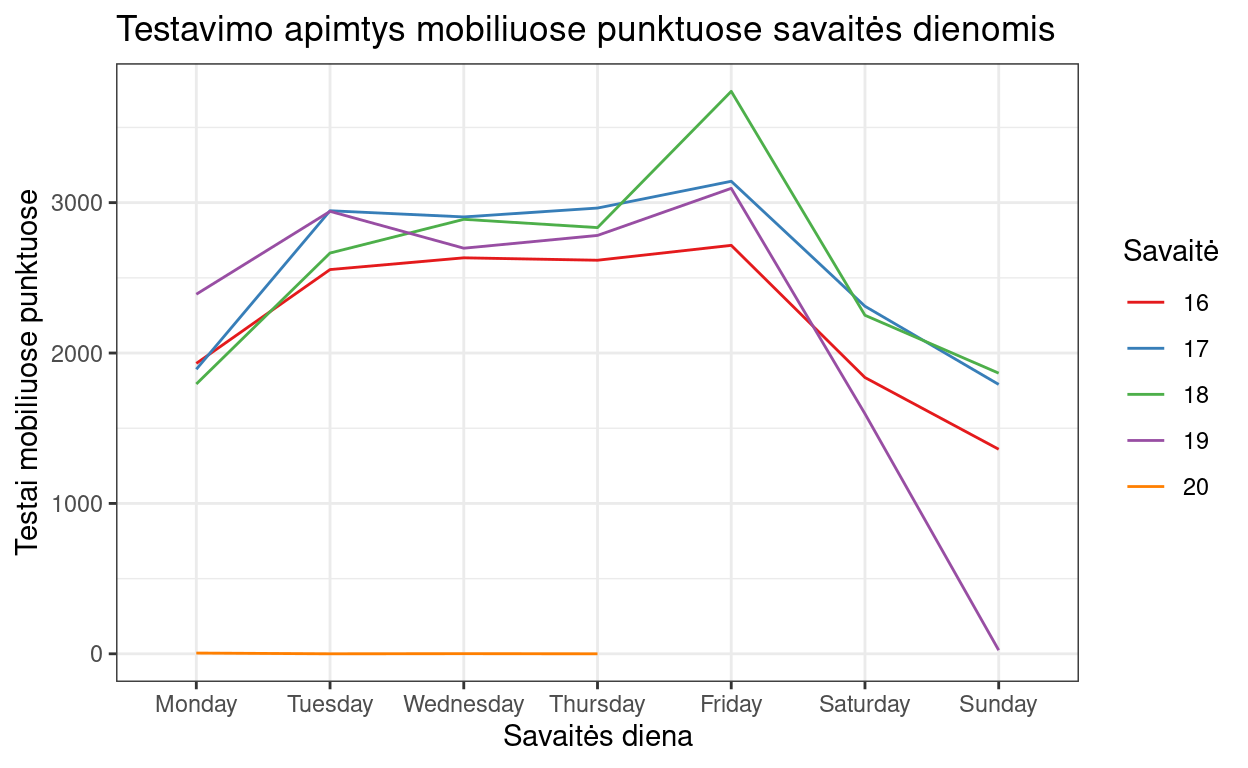 Testavimo apimtys mobiliuose punktuose savaitės dienomis
Testai mobiliuose punktuose
3000
2000
1000
0
Monday Tuesday Wednesday Thursday Friday Saturday Sunday
Savaitės diena
Savaitė
16
17
18
19
20